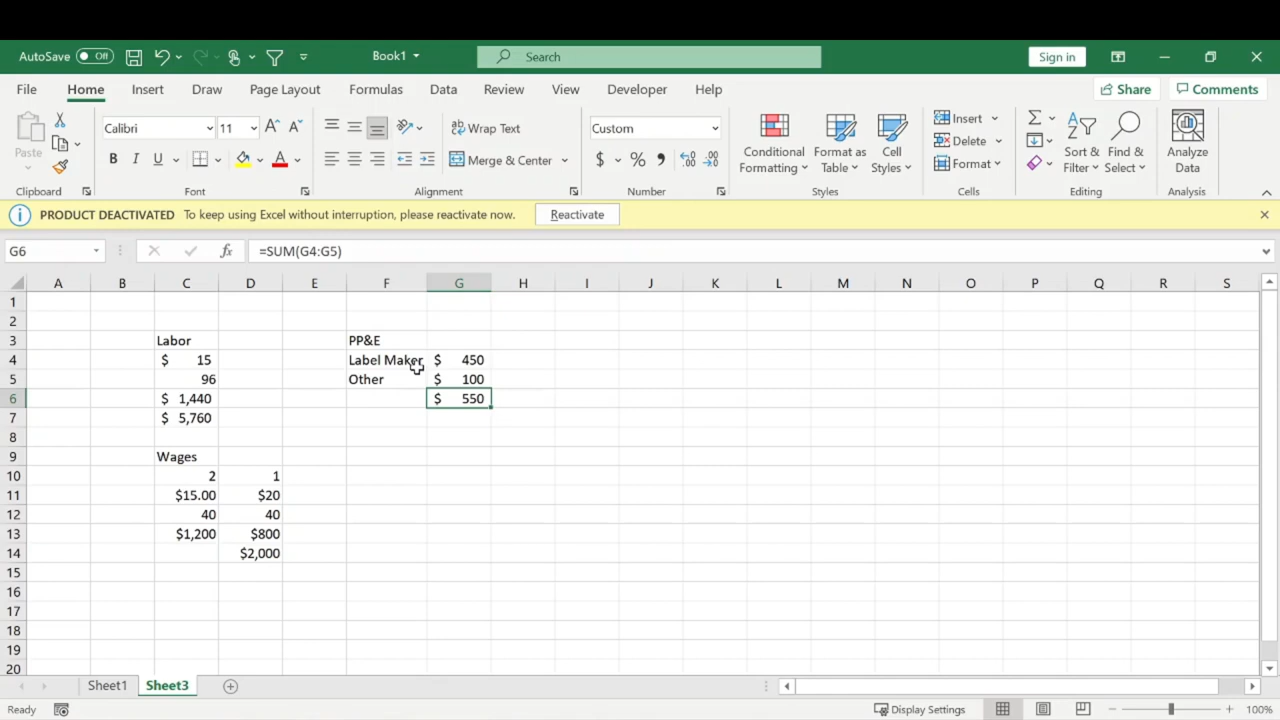 AutoSave Off Book1 Search Sign in
File Home Insert Draw Page Layout Formulas Data Review View Developer Help Share Comments
Paste Calibri 11 Wrap Text Custom Conditional Formatting Format as Table Cell Styles Insert Sort & Filter Find & Select Analyze Data
B I U A Merge & Center $ % Delete
Format
Clipboard Font Alignment Number Styles Cells Editing Analysis
PRODUCT DEACTIVATED To keep using Excel without interruption, please reactivate now. Reactivate
G6 fx =SUM(G4:G5)
A B C D E F G H I J K L M N O P Q R S
1
2
3 Labor PP&E
4 $ 15 Label Maker $ 450
5 96 Other $ 100
6 $ 1,440 $ 550
7 $ 5,760
8
9 Wages
10 2 1
11 $15.00 $20
12 40 40
13 $1,200 $800
14 $2,000
15
16
17
18
19
20
Sheet1 Sheet3
Ready Display Settings 100%